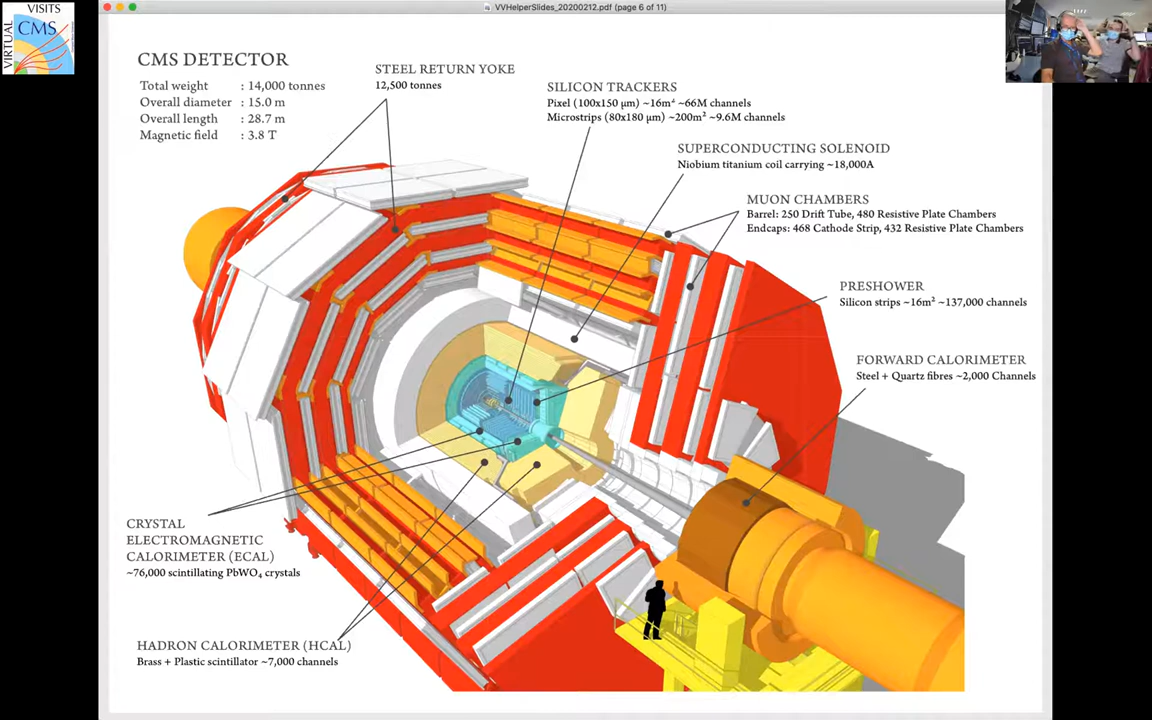 VVHelperSlides_20200212.pdf (page 6 of 11)
VIRTUAL
VISITS
CMS
CMS DETECTOR
Total weight : 14,000 tonnes
Overall diameter : 15.0 m
Overall length : 28.7 m
Magnetic field : 3.8 T
STEEL RETURN YOKE
12,500 tonnes
SILICON TRACKERS
Pixel (100x150 μm) ~16m² ~66M channels
Microstrips (80x180 μm) ~200m² ~9.6M channels
SUPERCONDUCTING SOLENOID
Niobium titanium coil carrying ~18,000A
MUON CHAMBERS
Barrel: 250 Drift Tube, 480 Resistive Plate Chambers
Endcaps: 468 Cathode Strip, 432 Resistive Plate Chambers
PRESHOWER
Silicon strips ~16m² ~137,000 channels
FORWARD CALORIMETER
Steel + Quartz fibres ~2,000 Channels
CRYSTAL
ELECTROMAGNETIC
CALORIMETER (ECAL)
~76,000 scintillating PbWO₄ crystals
HADRON CALORIMETER (HCAL)
Brass + Plastic scintillator ~7,000 channels